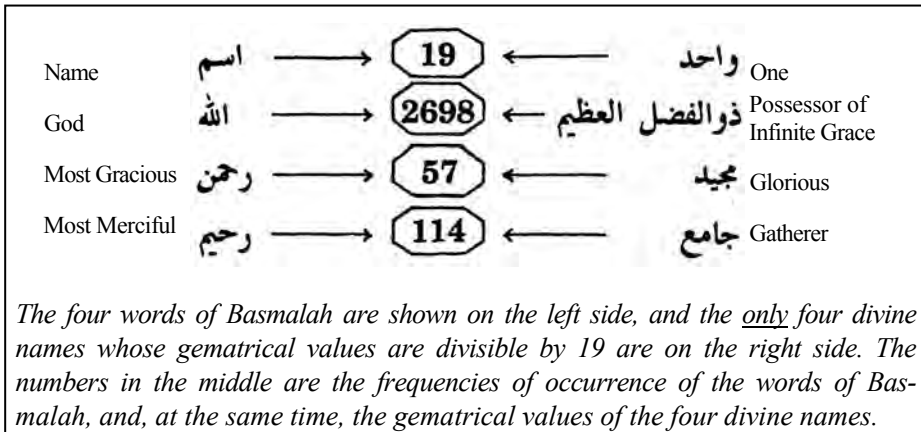 Name اسم 19 واحد One
God الله 2698 ذوالفضل العظيم Possessor of Infinite Grace
Most Gracious رحمن 57 مجيد Glorious
Most Merciful رحيم 114 جامع Gatherer
The four words of Basmalah are shown on the left side, and the only four divine
names whose gematrical values are divisible by 19 are on the right side. The
numbers in the middle are the frequencies of occurrence of the words of Bas-
malah, and, at the same time, the gematrical values of the four divine names.